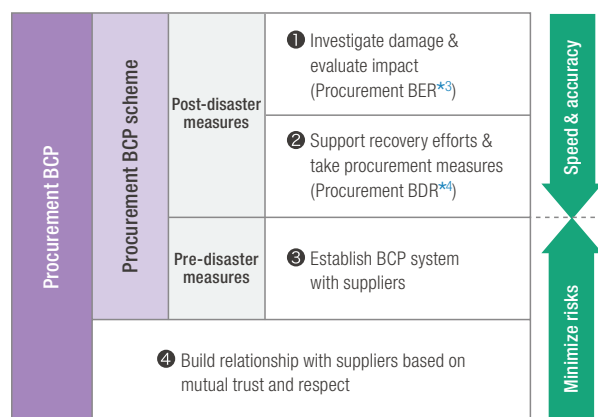 Procurement BCP
Procurement BCP scheme
Post-disaster
measures
❶ Investigate damage &
evaluate impact
(Procurement BER*3)
❷ Support recovery efforts &
take procurement measures
(Procurement BDR*4)
Pre-disaster
measures
❸ Establish BCP system
with suppliers
❹ Build relationship with suppliers based on
mutual trust and respect
Speed & accuracy
Minimize risks